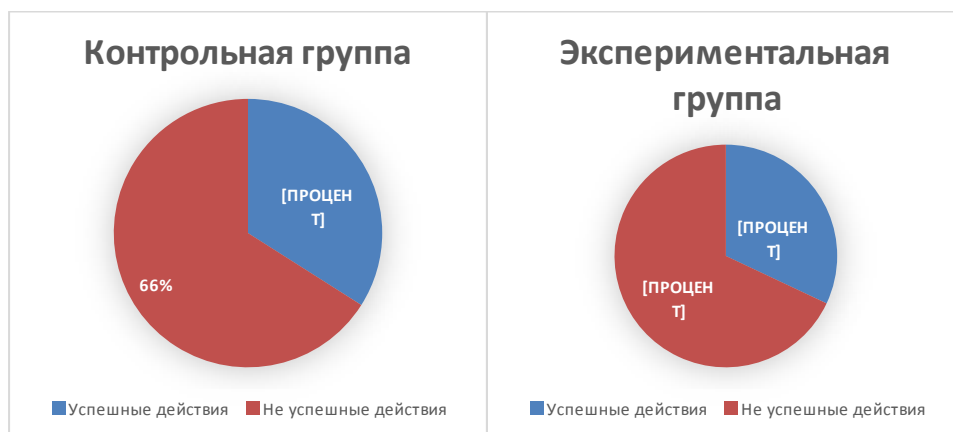 Контрольная группа
[ПРОЦЕН
Т]
66%
Успешные действия Не успешные действия
Экспериментальная
группа
[ПРОЦЕН
Т]
[ПРОЦЕН
Т]
Успешные действия Не успешные действия